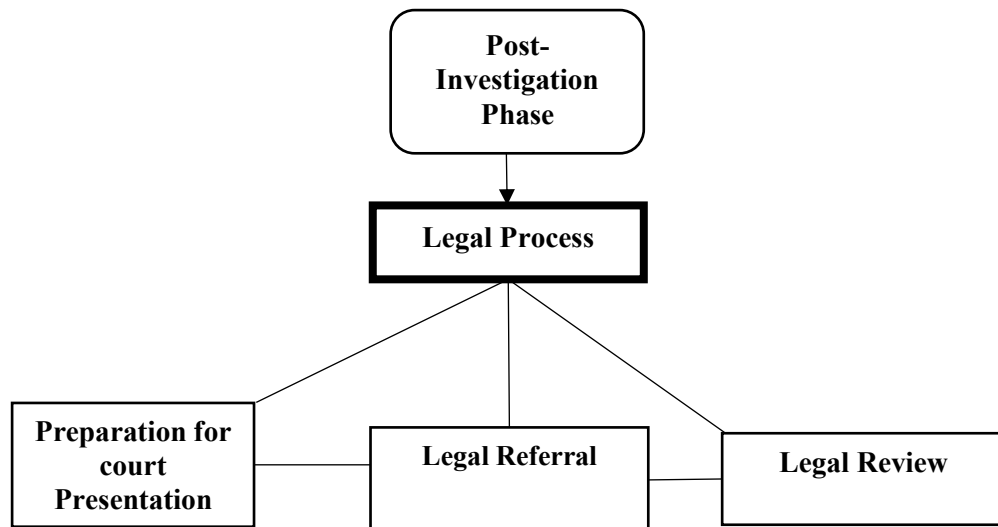 Post-
Investigation
Phase
Legal Process
Preparation for
court
Presentation
Legal Referral
Legal Review